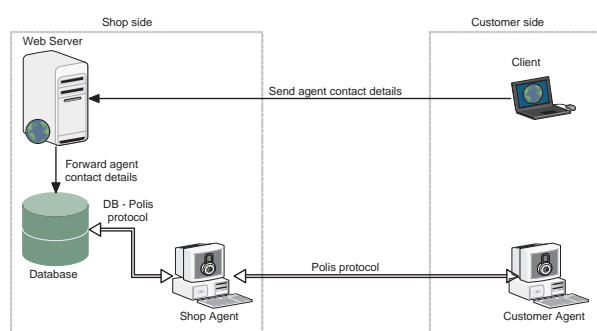 Shop side
Customer side
Web Server
Client
Send agent contact details
Forward agent
contact details
DB - Polis
protocol
Polis protocol
Database
Shop Agent
Customer Agent